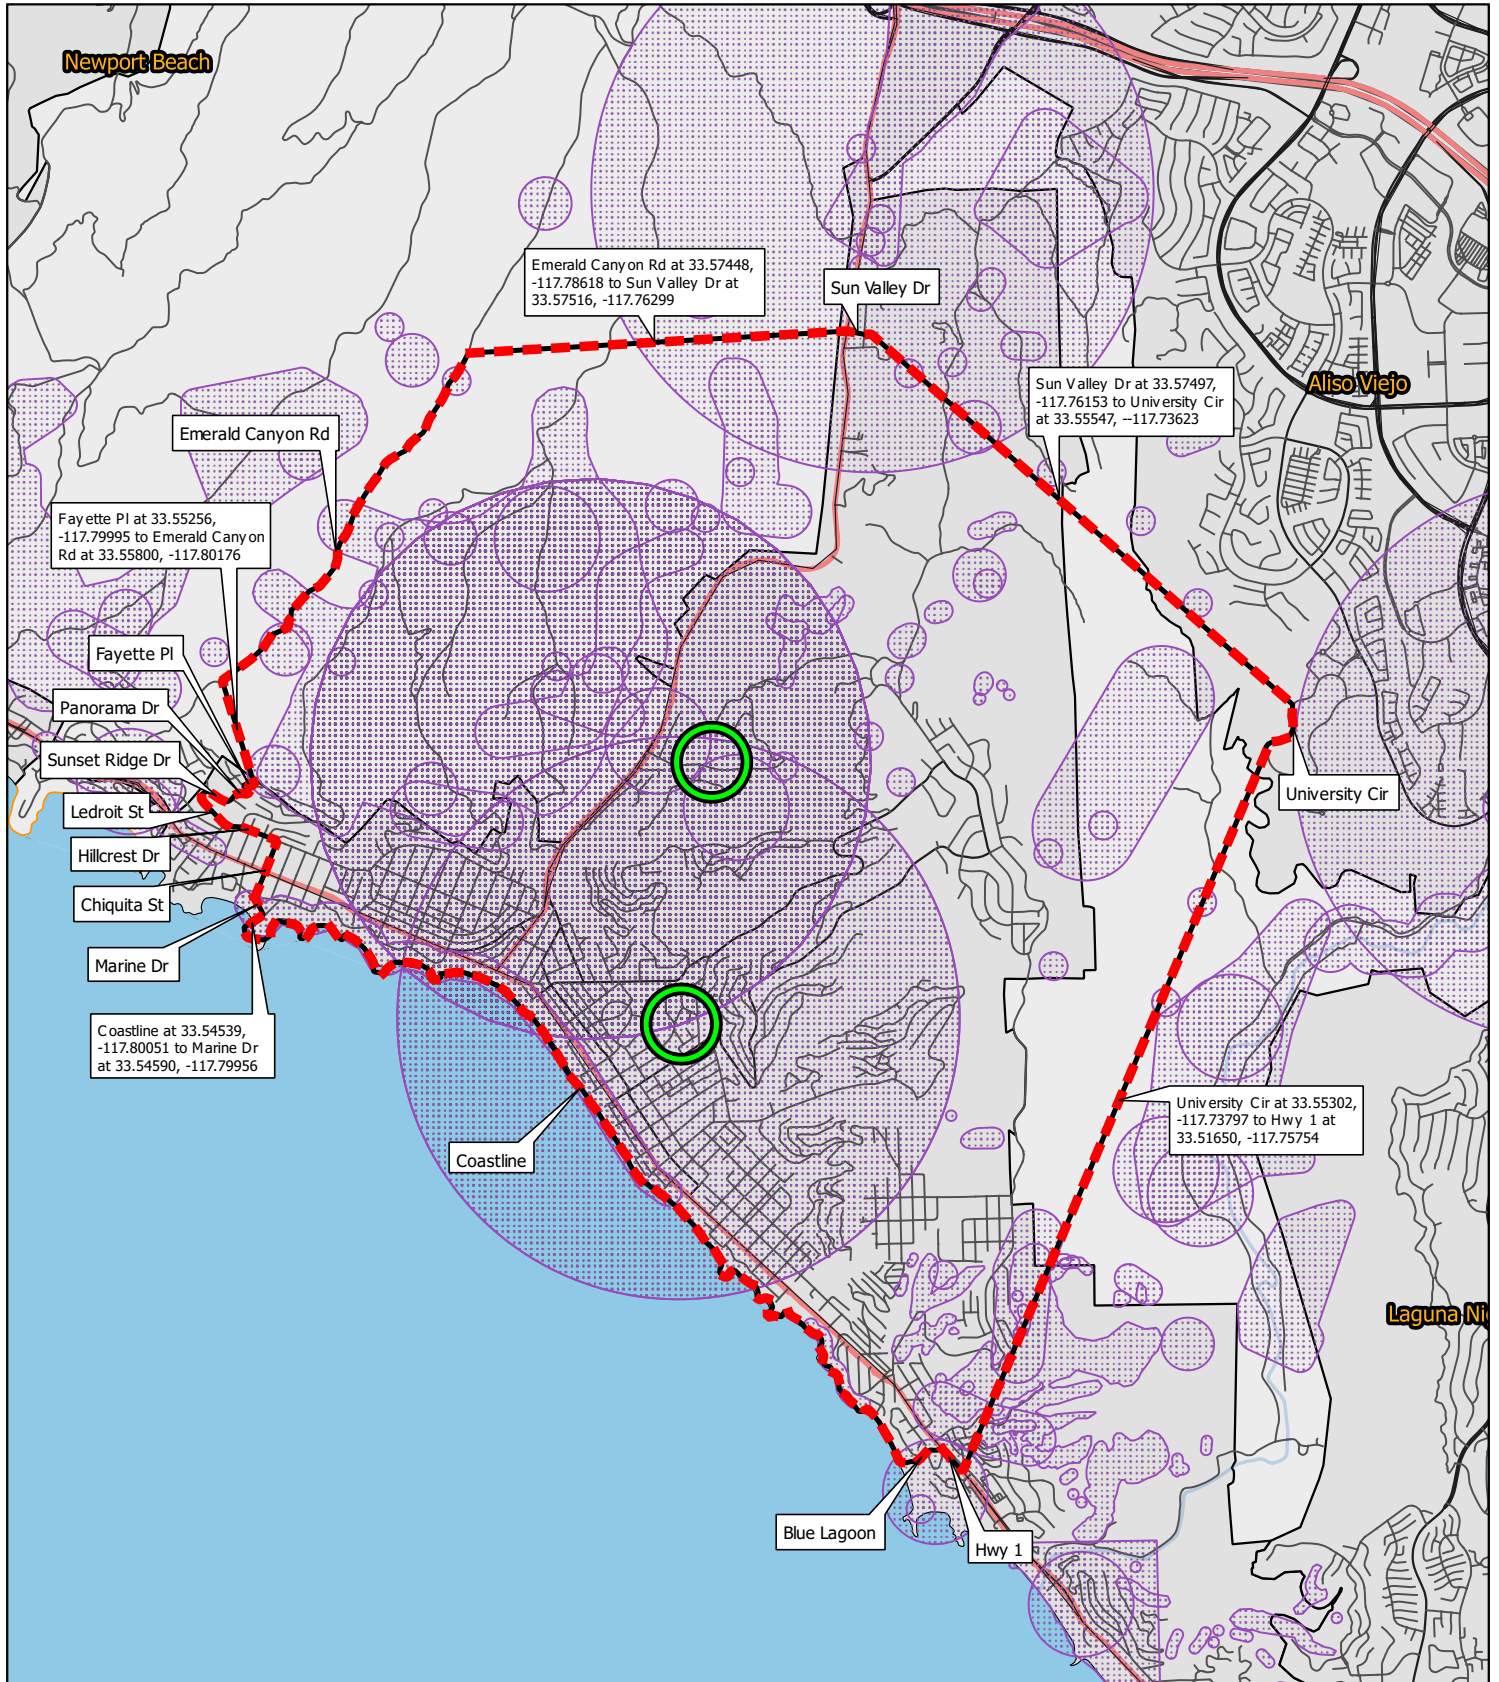 Newport Beach
Emerald Canyon Rd at 33.57448,
-117.78618 to Sun Valley Dr at
33.57516, -117.76299
Sun Valley Dr
Sun Valley Dr at 33.57497,
-117.76153 to University Cir
at 33.55547, --117.73623
Aliso Viejo
Emerald Canyon Rd
Fayette Pl at 33.55256,
-117.79995 to Emerald Canyon
Rd at 33.55800, -117.80176
Fayette Pl
Panorama Dr
Sunset Ridge Dr
Ledroit St
Hillcrest Dr
Chiquita St
Marine Dr
University Cir
Coastline at 33.54539,
-117.80051 to Marine Dr
at 33.54590, -117.79956
Coastline
University Cir at 33.55302,
-117.73797 to Hwy 1 at
33.51650, -117.75754
Laguna Nig
Blue Lagoon
Hwy 1